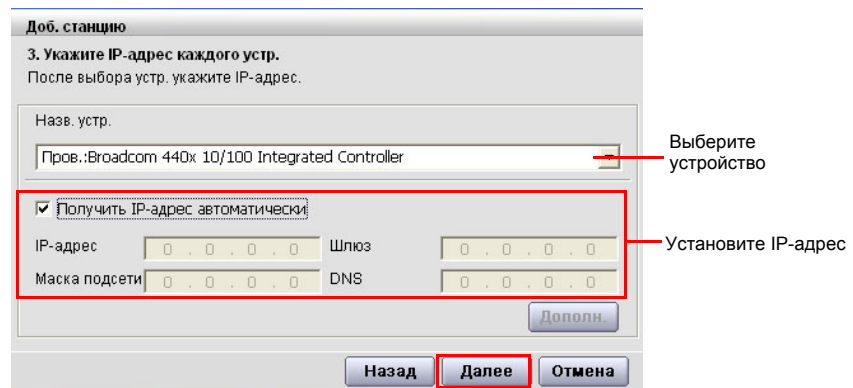 Доб. станцию
3. Укажите IP-адрес каждого устр.
После выбора устр. укажите IP-адрес.
Назв. устр.
Пров.:Broadcom 440x 10/100 Integrated Controller
Выберите
устройство
Получить IP-адрес автоматически
IP-адрес 0 . 0 . 0 . 0 Шлюз 0 . 0 . 0 . 0
Установите IP-адрес
Маска подсети 0 . 0 . 0 . 0 DNS 0 . 0 . 0 . 0
Дополн.
Назад Далее Отмена